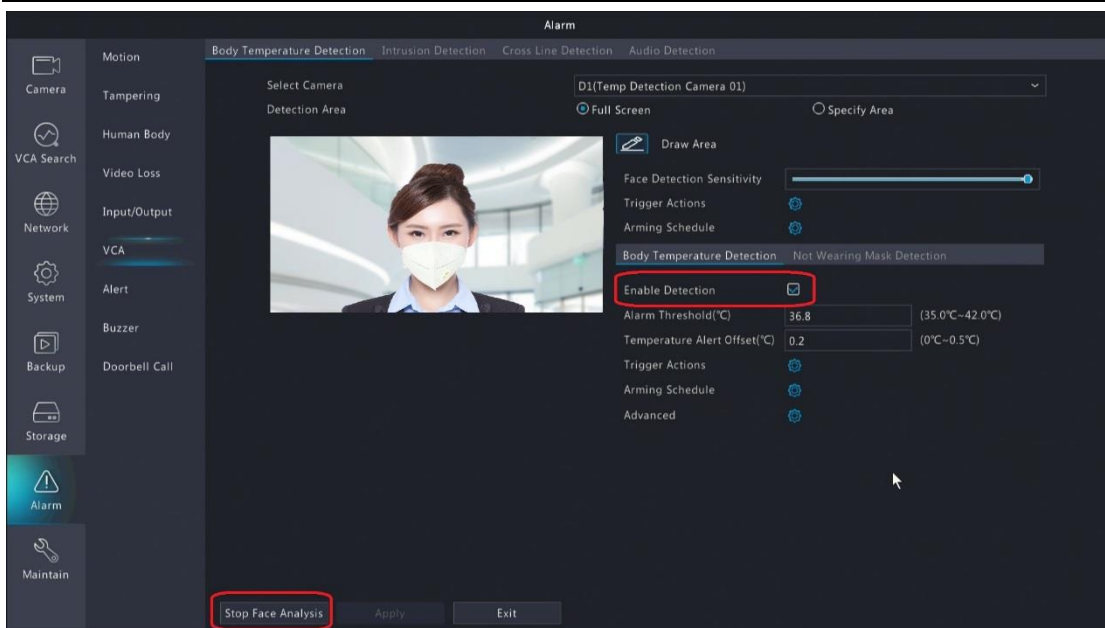 Alarm
Camera
VCA Search
Network
System
Backup
Storage
Alarm
Maintain
Motion
Tampering
Human Body
Video Loss
Input/Output
VCA
Alert
Buzzer
Doorbell Call
Body Temperature Detection Intrusion Detection Cross Line Detection Audio Detection
Select Camera D1(Temp Detection Camera 01)
Detection Area Full Screen Specify Area
Draw Area
Face Detection Sensitivity
Trigger Actions
Arming Schedule
Body Temperature Detection Not Wearing Mask Detection
Enable Detection
Alarm Threshold(℃) 36.8 (35.0℃~42.0℃)
Temperature Alert Offset(℃) 0.2 (0℃~0.5℃)
Trigger Actions
Arming Schedule
Advanced
Stop Face Analysis Apply Exit